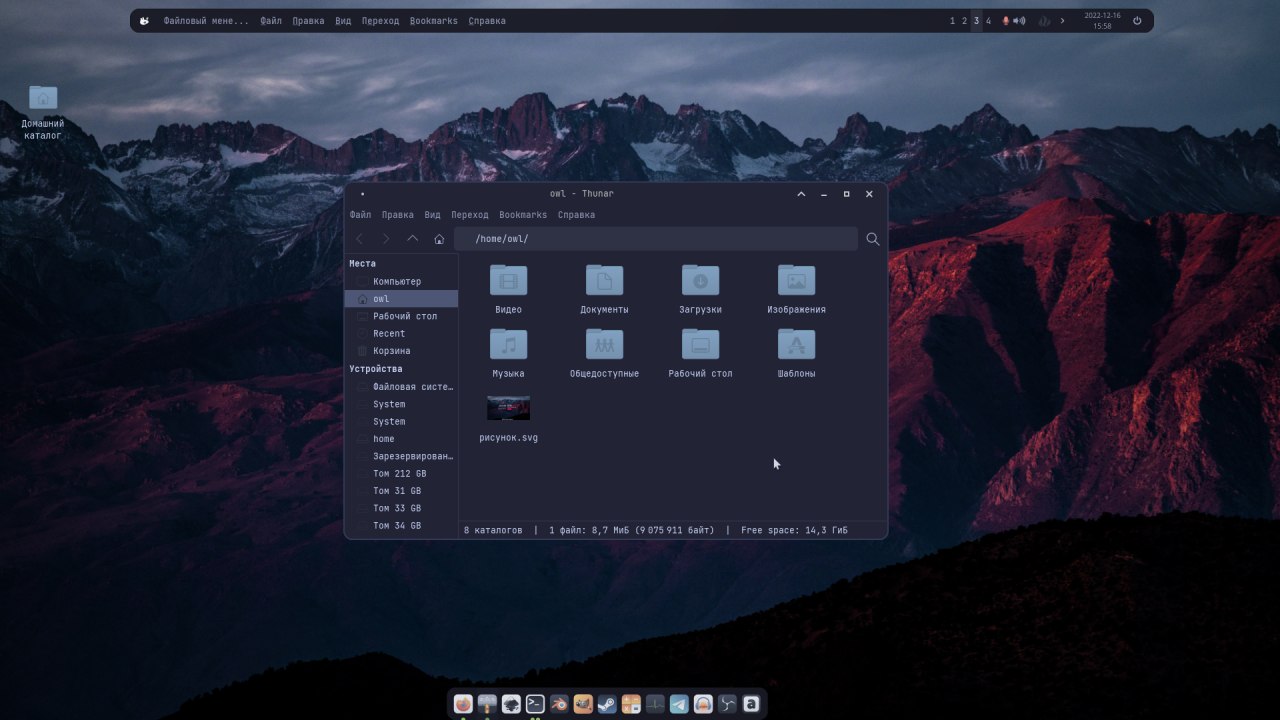 Файловый мене... Файл Правка Вид Переход Bookmarks Справка
1 2 3 4
2022-12-16
15:58
Домашний
каталог
owl - Thunar
Файл Правка Вид Переход Bookmarks Справка
/home/owl/
Места
Компьютер
owl
Рабочий стол
Recent
Корзина
Устройства
Файловая систе...
System
System
home
Зарезервирован...
Том 212 GB
Том 31 GB
Том 33 GB
Том 34 GB
Видео
Документы
Загрузки
Изображения
Музыка
Общедоступные
Рабочий стол
Шаблоны
рисунок.svg
8 каталогов | 1 файл: 8,7 МиБ (9 075 911 байт) | Free space: 14,3 ГиБ